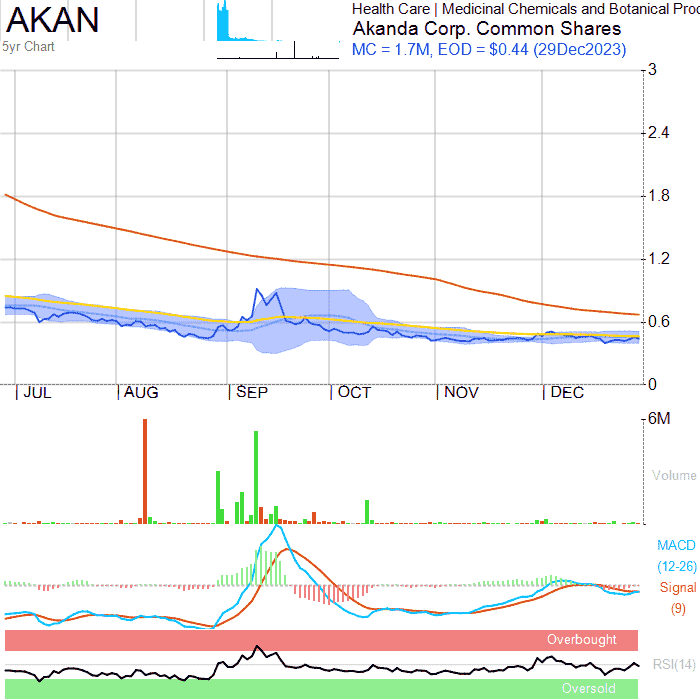 AKAN
5yr Chart
Health Care | Medicinal Chemicals and Botanical Proc
Akanda Corp. Common Shares
MC = 1.7M, EOD = $0.44 (29Dec2023)
3
2.4
1.8
1.2
0.6
0
JUL AUG SEP OCT NOV DEC
6M
Volume
MACD
(12-26)
Signal
(9)
Overbought
RSI(14)
Oversold